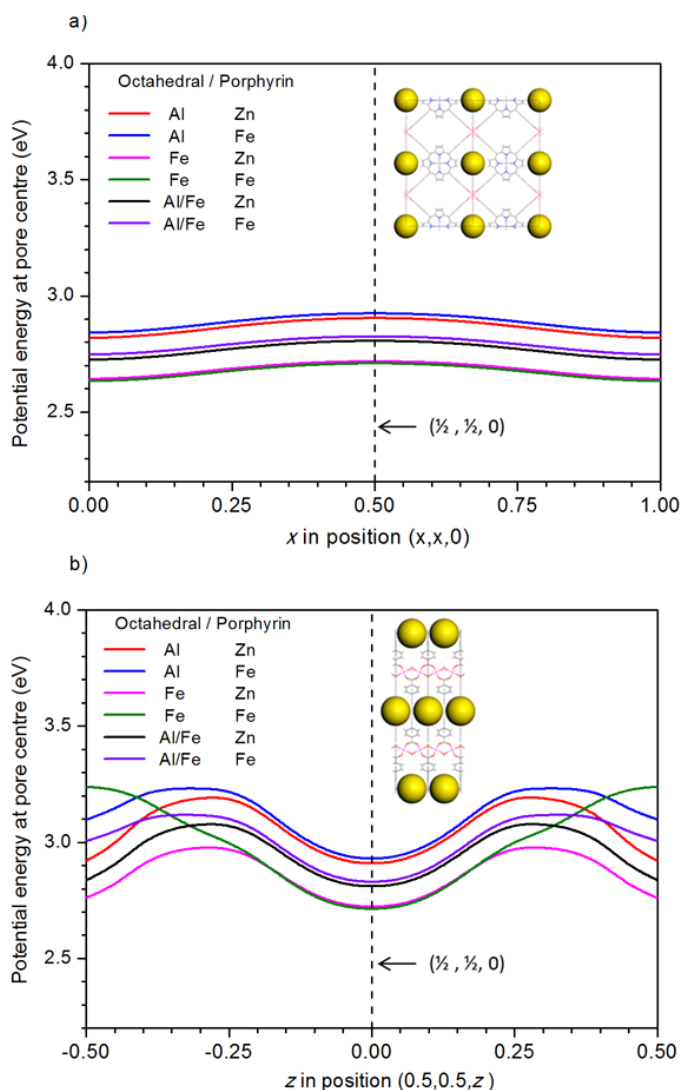 a)
Potential energy at pore centre (eV)
4.0
3.5
3.0
2.5
Octahedral / Porphyrin
Al Zn
Al Fe
Fe Zn
Fe Fe
Al/Fe Zn
Al/Fe Fe
(½ , ½, 0)
0.00 0.25 0.50 0.75 1.00
x in position (x,x,0)
b)
Potential energy at pore centre (eV)
4.0
3.5
3.0
2.5
Octahedral / Porphyrin
Al Zn
Al Fe
Fe Zn
Fe Fe
Al/Fe Zn
Al/Fe Fe
(½ , ½, 0)
-0.50 -0.25 0.00 0.25 0.50
z in position (0.5,0.5,z )